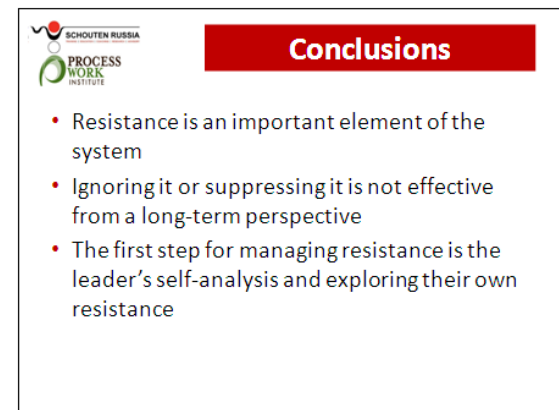 SCHOUTEN RUSSIA
PROCESS
WORK
INSTITUTE
Conclusions
• Resistance is an important element of the
system
• Ignoring it or suppressing it is not effective
from a long-term perspective
• The first step for managing resistance is the
leader's self-analysis and exploring their own
resistance